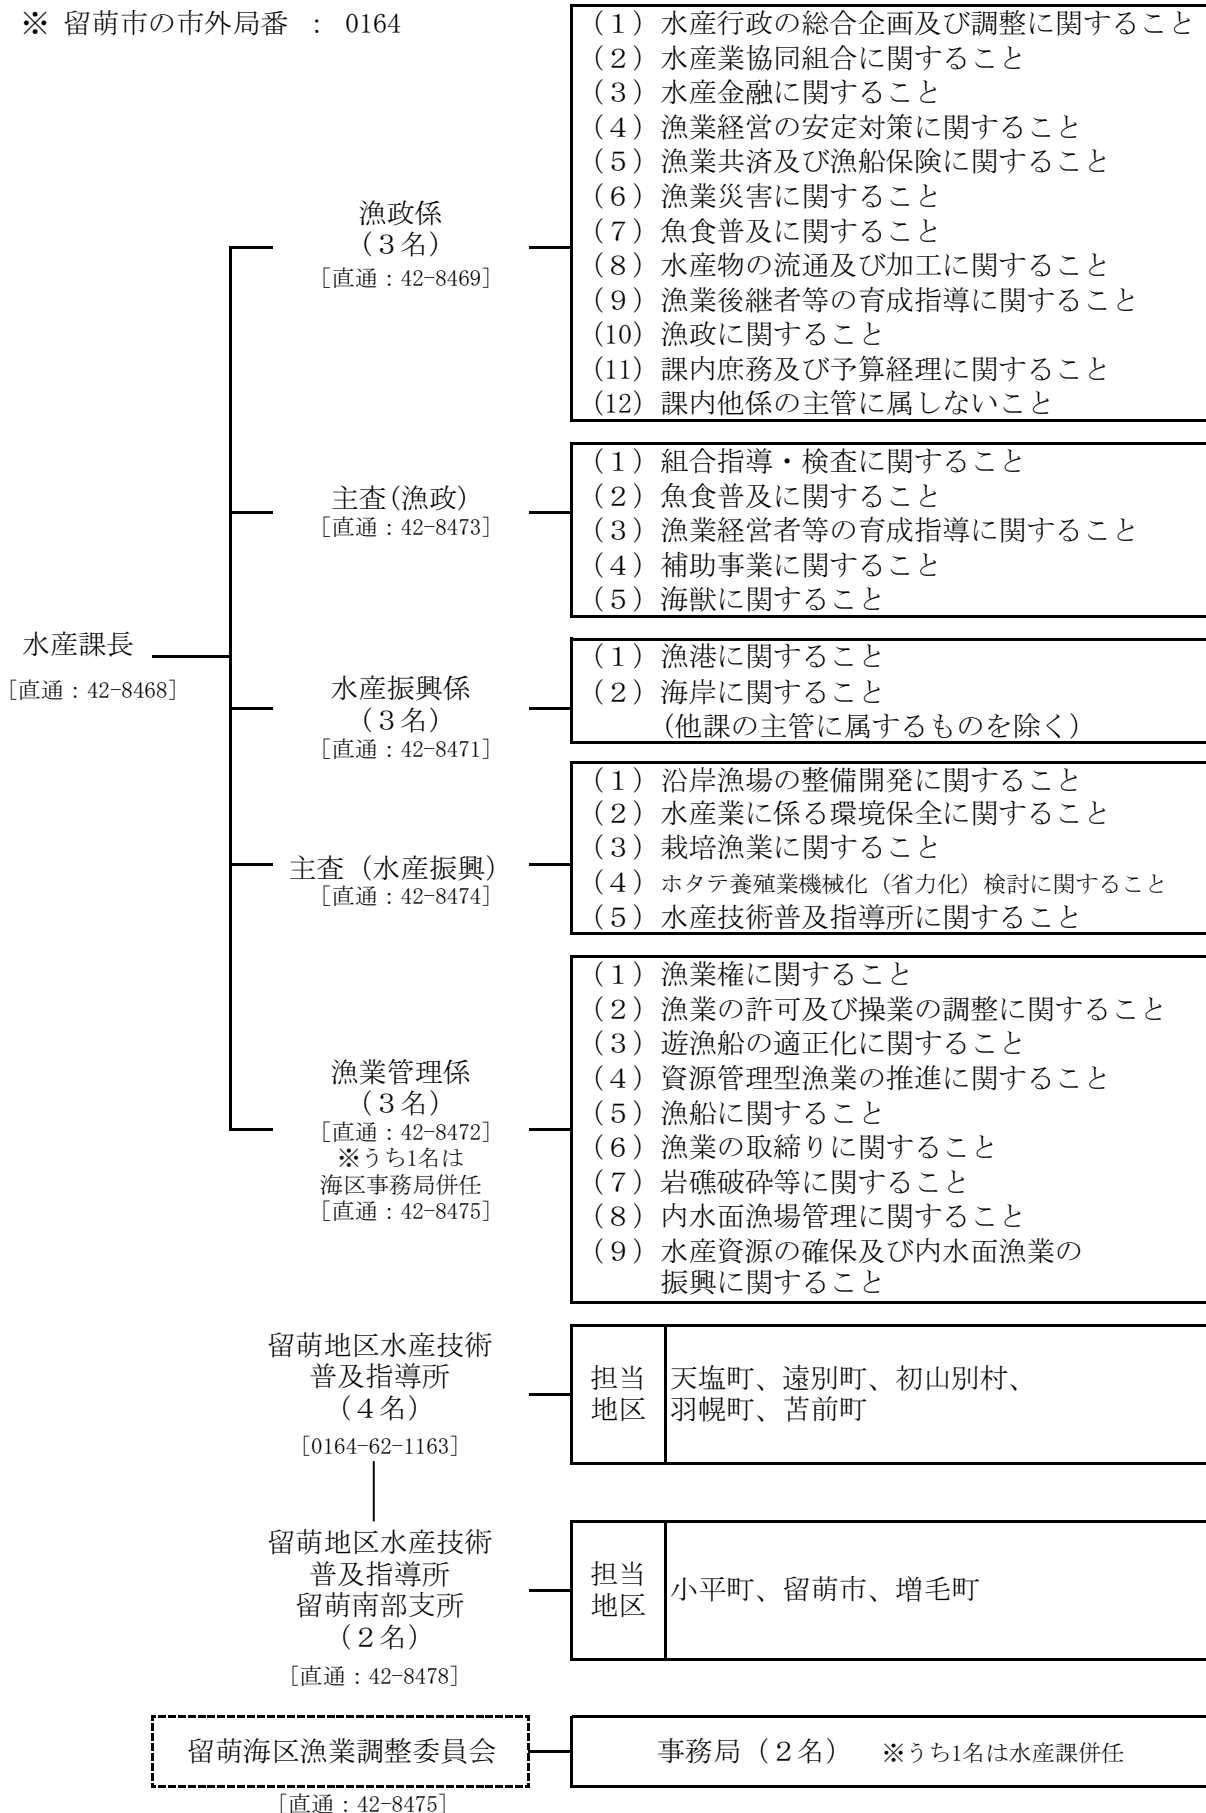 ※ 留萌市の市外局番 : 0164
水産課長
[直通：42-8468]
漁政係
（３名）
[直通：42-8469]
（１）水産行政の総合企画及び調整に関すること
（２）水産業協同組合に関すること
（３）水産金融に関すること
（４）漁業経営の安定対策に関すること
（５）漁業共済及び漁船保険に関すること
（６）漁業災害に関すること
（７）魚食普及に関すること
（８）水産物の流通及び加工に関すること
（９）漁業後継者等の育成指導に関すること
(10) 漁政に関すること
(11) 課内庶務及び予算経理に関すること
(12) 課内他係の主管に属しないこと
主査(漁政)
[直通：42-8473]
（１）組合指導・検査に関すること
（２）魚食普及に関すること
（３）漁業経営者等の育成指導に関すること
（４）補助事業に関すること
（５）海獣に関すること
水産振興係
（３名）
[直通：42-8471]
（１）漁港に関すること
（２）海岸に関すること
(他課の主管に属するものを除く)
主査（水産振興）
[直通：42-8474]
（１）沿岸漁場の整備開発に関すること
（２）水産業に係る環境保全に関すること
（３）栽培漁業に関すること
（４）ホタテ養殖業機械化（省力化）検討に関すること
（５）水産技術普及指導所に関すること
漁業管理係
（３名）
[直通：42-8472]
※うち1名は
海区事務局併任
[直通：42-8475]
（１）漁業権に関すること
（２）漁業の許可及び操業の調整に関すること
（３）遊漁船の適正化に関すること
（４）資源管理型漁業の推進に関すること
（５）漁船に関すること
（６）漁業の取締りに関すること
（７）岩礁破砕等に関すること
（８）内水面漁場管理に関すること
（９）水産資源の確保及び内水面漁業の
振興に関すること
留萌地区水産技術
普及指導所
（４名）
[0164-62-1163]
担当
地区
天塩町、遠別町、初山別村、
羽幌町、苫前町
留萌地区水産技術
普及指導所
留萌南部支所
（２名）
[直通：42-8478]
担当
地区
小平町、留萌市、増毛町
留萌海区漁業調整委員会
[直通：42-8475]
事務局（２名） ※うち1名は水産課併任